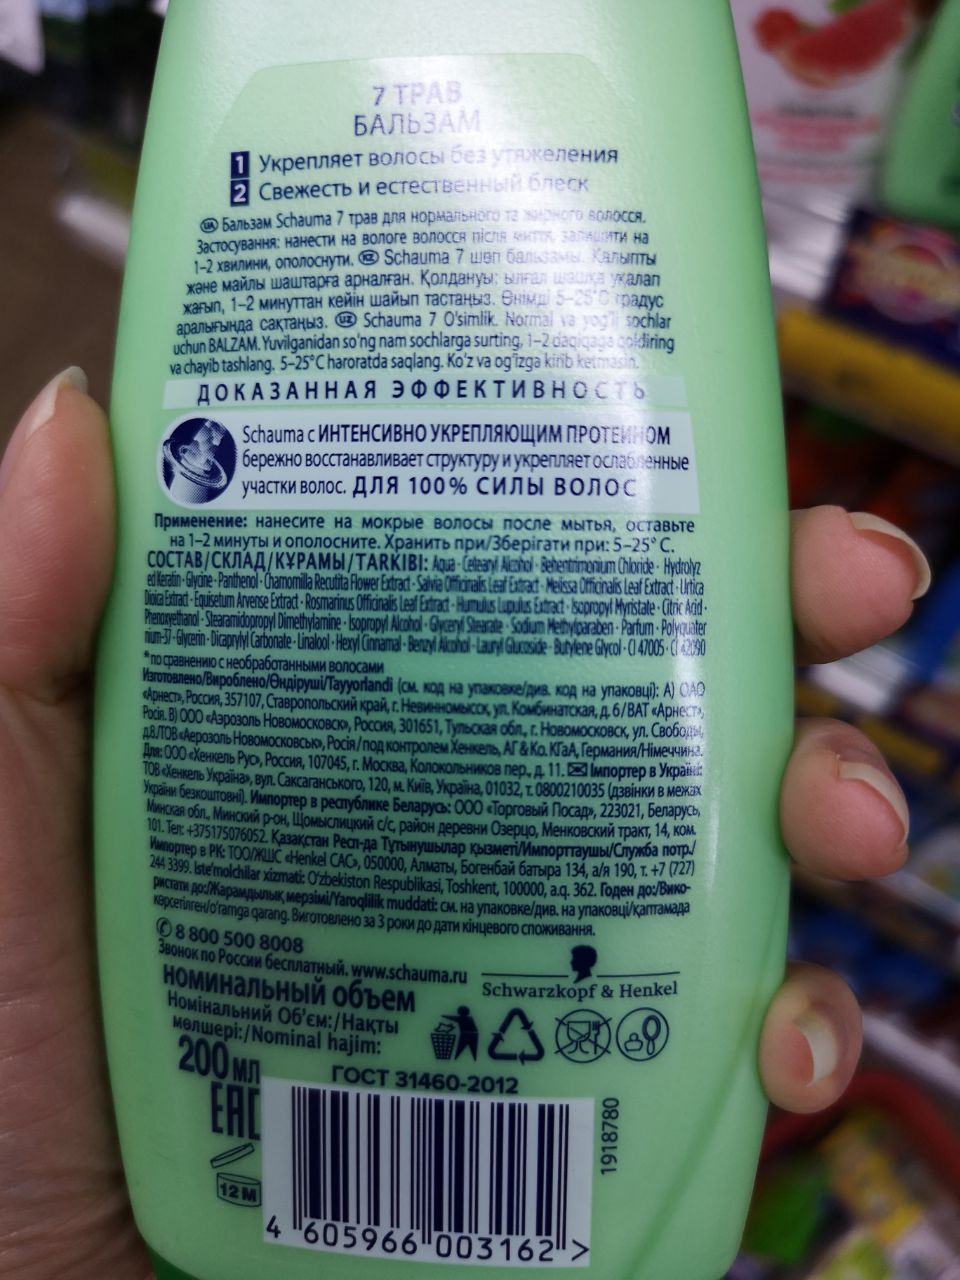 7 ТРАВ
БАЛЬЗАМ
1 Укрепляет волосы без утяжеления
2 Свежесть и естественный блеск
UA Бальзам Schauma 7 трав для нормального та жирного волосся.
Застосування: нанести на вологе волосся після миття, залишити на
1–2 хвилини, ополоснути. KZ Schauma 7 шөп бальзамы. Қалыпты
және майлы шаштарға арналған. Қолдануы: ылғал шашқа уқалап
жағып, 1–2 минуттан кейін шайып тастаңыз. Өнімді 5–25°C градус
аралығында сақтаңыз. UZ Schauma 7 O'simlik. Normal va yog'li sochlar
uchun BALZAM. Yuvilganidan so'ng nam sochlarga surting, 1–2 daqiqaga qoldiring
va chayib tashlang. 5–25°C haroratda saqlang. Ko'z va og'izga kirib ketmasin.
ДОКАЗАННАЯ ЭФФЕКТИВНОСТЬ
Schauma с ИНТЕНСИВНО УКРЕПЛЯЮЩИМ ПРОТЕИНОМ
бережно восстанавливает структуру и укрепляет ослабленные
участки волос. ДЛЯ 100% СИЛЫ ВОЛОС
Применение: нанесите на мокрые волосы после мытья, оставьте
на 1–2 минуты и ополосните. Хранить при/Зберігати при: 5–25° C.
СОСТАВ/СКЛАД/ҚҰРАМЫ/TARKIBI: Aqua · Cetearyl Alcohol · Behentrimonium Chloride · Hydrolyz
ed Keratin · Glycine · Panthenol · Chamomilla Recutita Flower Extract · Salvia Officinalis Leaf Extract · Melissa Officinalis Leaf Extract · Urtica
Dioica Extract · Equisetum Arvense Extract · Rosmarinus Officinalis Leaf Extract · Humulus Lupulus Extract · Isopropyl Myristate · Citric Acid ·
Phenoxyethanol · Stearamidopropyl Dimethylamine · Isopropyl Alcohol · Glyceryl Stearate · Sodium Methylparaben · Parfum · Polyquater
nium-37 · Glycerin · Dicaprylyl Carbonate · Linalool · Hexyl Cinnamal · Benzyl Alcohol · Lauryl Glucoside · Butylene Glycol · CI 47005 · CI 42090
* по сравнению с необработанными волосами
Изготовлено/Вироблено/Өндіруші/Tayyorlandi (см. код на упаковке/див. код на упаковці): А) ОАО
«Арнест», Россия, 357107, Ставропольский край, г. Невинномысск, ул. Комбинатская, д. 6/ВАТ «Арнест»,
Росія. В) ООО «Аэрозоль Новомосковск», Россия, 301651, Тульская обл., г. Новомосковск, ул. Свободы,
д.8./ТОВ «Аерозоль Новомосковськ», Росія / под контролем Хенкель, АГ & Ко. КГаА, Германия/Німеччина.
Для: ООО «Хенкель Рус», Россия, 107045, г. Москва, Колокольников пер., д. 11. Імпортер в Україні:
ТОВ «Хенкель Україна», вул. Саксаганського, 120, м. Київ, Україна, 01032, т. 0800210035 (дзвінки в межах
України безкоштовні). Импортер в республике Беларусь: ООО «Торговый Посад», 223021, Беларусь,
Минская обл., Минский р-он, Щомыслицкий с/с, район деревни Озерцо, Менковский тракт, 14, ком.
101. Тел: +375175076052. Қазақстан Респ-да Тұтынушылар қызметі/Импорттаушы/Служба потр./
Импортер в РК: ТОО/ЖШС «Henkel САС», 050000, Алматы, Богенбай батыра 134, а/я 190, т. +7 (727)
244 3399. Iste'molchilar xizmati: O'zbekiston Respublikasi, Toshkent, 100000, a.q. 362. Годен до:/Вико-
ристати до:/Жарамдылық мерзімі/Yaroqlilik muddati: см. на упаковке/див. на упаковці/қаптамада
көрсетілген/o'ramga qarang. Виготовлено за 3 роки до дати кінцевого споживання.
8 800 500 8008
Звонок по России бесплатный. www.schauma.ru
Schwarzkopf & Henkel
НОМИНАЛЬНЫЙ ОБЪЕМ
Номінальний Об'єм:/Нақты
мөлшері:/Nominal hajim:
200 МЛ
ГОСТ 31460-2012
EAC
12 M
1918780
4 605966 003162 >